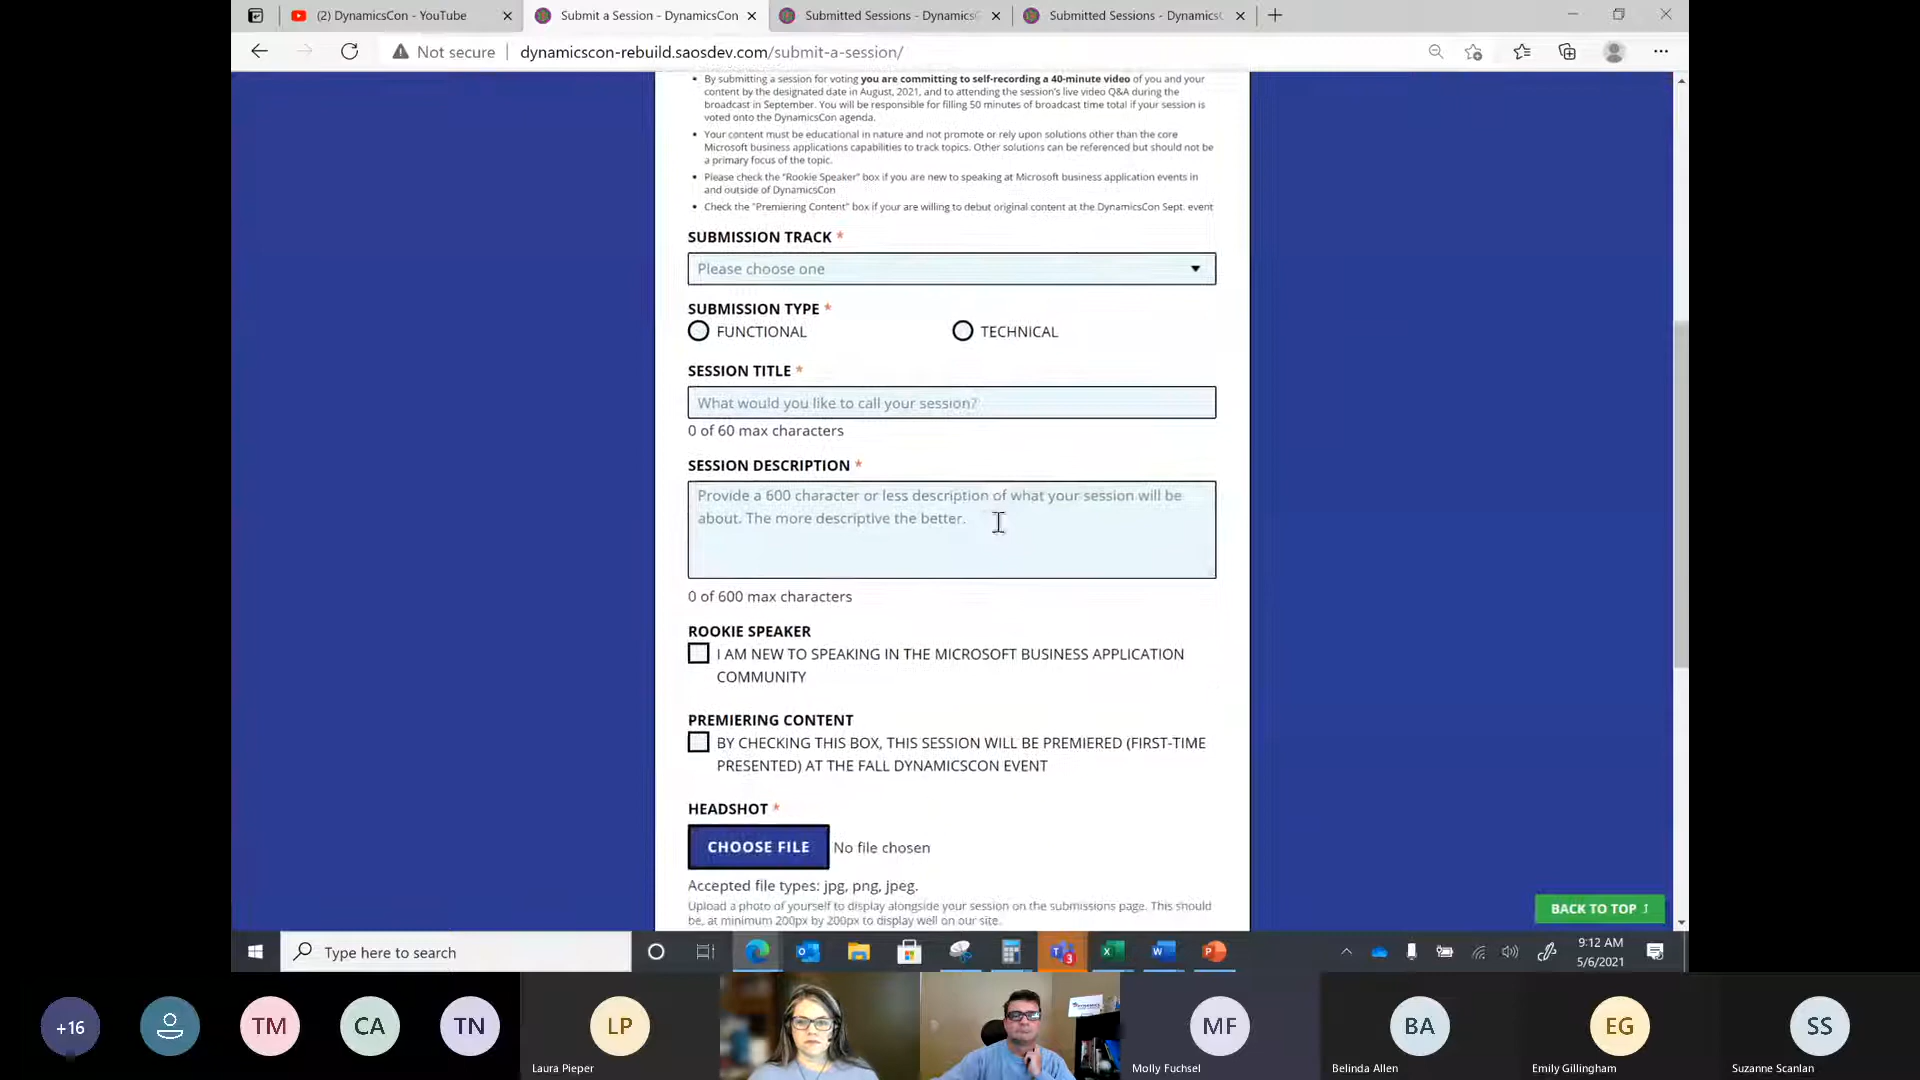 (2) DynamicsCon - YouTube
Submit a Session - DynamicsCon
Submitted Sessions - Dynamics
Submitted Sessions - Dynamics
Not secure
dynamicscon-rebuild.saosdev.com/submit-a-session/
• By submitting a session for voting you are committing to self-recording a 40-minute video of you and your
content by the designated date in August, 2021, and to attending the session's live video Q&A during the
broadcast in September. You will be responsible for filling 50 minutes of broadcast time total if your session is
voted onto the DynamicsCon agenda.
• Your content must be educational in nature and not promote or rely upon solutions other than the core
Microsoft business applications capabilities to track topics. Other solutions can be referenced but should not be
a primary focus of the topic.
• Please check the "Rookie Speaker" box if you are new to speaking at Microsoft business application events in
and outside of DynamicsCon
• Check the "Premiering Content" box if your are willing to debut original content at the DynamicsCon Sept. event
SUBMISSION TRACK *
Please choose one
SUBMISSION TYPE *
FUNCTIONAL
TECHNICAL
SESSION TITLE *
What would you like to call your session?
0 of 60 max characters
SESSION DESCRIPTION *
Provide a 600 character or less description of what your session will be
about. The more descriptive the better.
0 of 600 max characters
ROOKIE SPEAKER
I AM NEW TO SPEAKING IN THE MICROSOFT BUSINESS APPLICATION
COMMUNITY
PREMIERING CONTENT
BY CHECKING THIS BOX, THIS SESSION WILL BE PREMIERED (FIRST-TIME
PRESENTED) AT THE FALL DYNAMICSCON EVENT
HEADSHOT *
CHOOSE FILE
No file chosen
Accepted file types: jpg, png, jpeg.
Upload a photo of yourself to display alongside your session on the submissions page. This should
be, at minimum 200px by 200px to display well on our site.
BACK TO TOP
Type here to search
3
9:12 AM
5/6/2021
+16
TM
CA
TN
LP
Laura Pieper
MF
Molly Fuchsel
BA
Belinda Allen
EG
Emily Gillingham
SS
Suzanne Scanlan